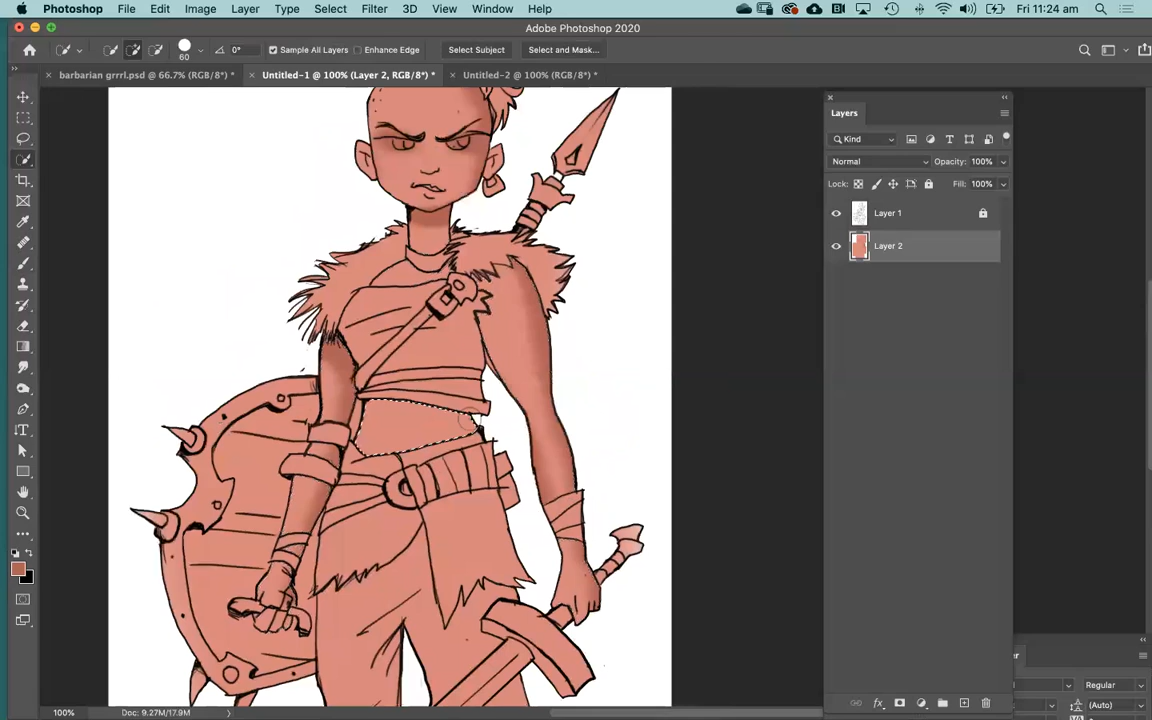 Photoshop File Edit Image Layer Type Select Filter 3D View Window Help Fri 11:24 am
Adobe Photoshop 2020
60 0° Sample All Layers Enhance Edge Select Subject Select and Mask...
barbarian grrrl.psd @ 66.7% (RGB/8*) * Untitled-1 @ 100% (Layer 2, RGB/8*) * Untitled-2 @ 100% (RGB/8*) *
Layers
Kind
Normal Opacity: 100%
Lock: Fill: 100%
Layer 1
Layer 2
Regular
(Auto)
100% Doc: 9.27M/17.9M